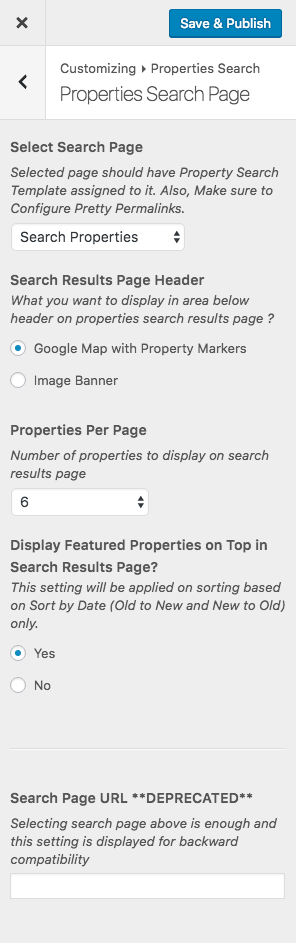 Save & Publish
Customizing ▸ Properties Search
Properties Search Page
Select Search Page
Selected page should have Property Search
Template assigned to it. Also, Make sure to
Configure Pretty Permalinks.
Search Properties
Search Results Page Header
What you want to display in area below
header on properties search results page ?
Google Map with Property Markers
Image Banner
Properties Per Page
Number of properties to display on search
results page
6
Display Featured Properties on Top in
Search Results Page?
This setting will be applied on sorting based
on Sort by Date (Old to New and New to Old)
only.
Yes
No
Search Page URL **DEPRECATED**
Selecting search page above is enough and
this setting is displayed for backward
compatibility